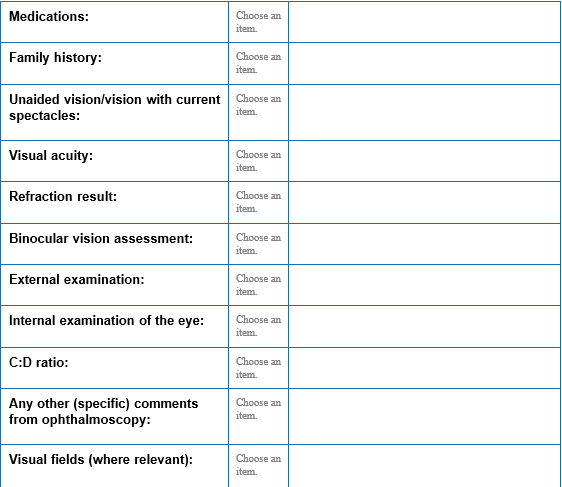 Medications:
Choose an
item.
Family history:
Choose an
item.
Unaided vision/vision with current
spectacles:
Choose an
item.
Visual acuity:
Choose an
item.
Refraction result:
Choose an
item.
Binocular vision assessment:
Choose an
item.
External examination:
Choose an
item.
Internal examination of the eye:
Choose an
item.
C:D ratio:
Choose an
item.
Any other (specific) comments
from ophthalmoscopy:
Choose an
item.
Visual fields (where relevant):
Choose an
item.